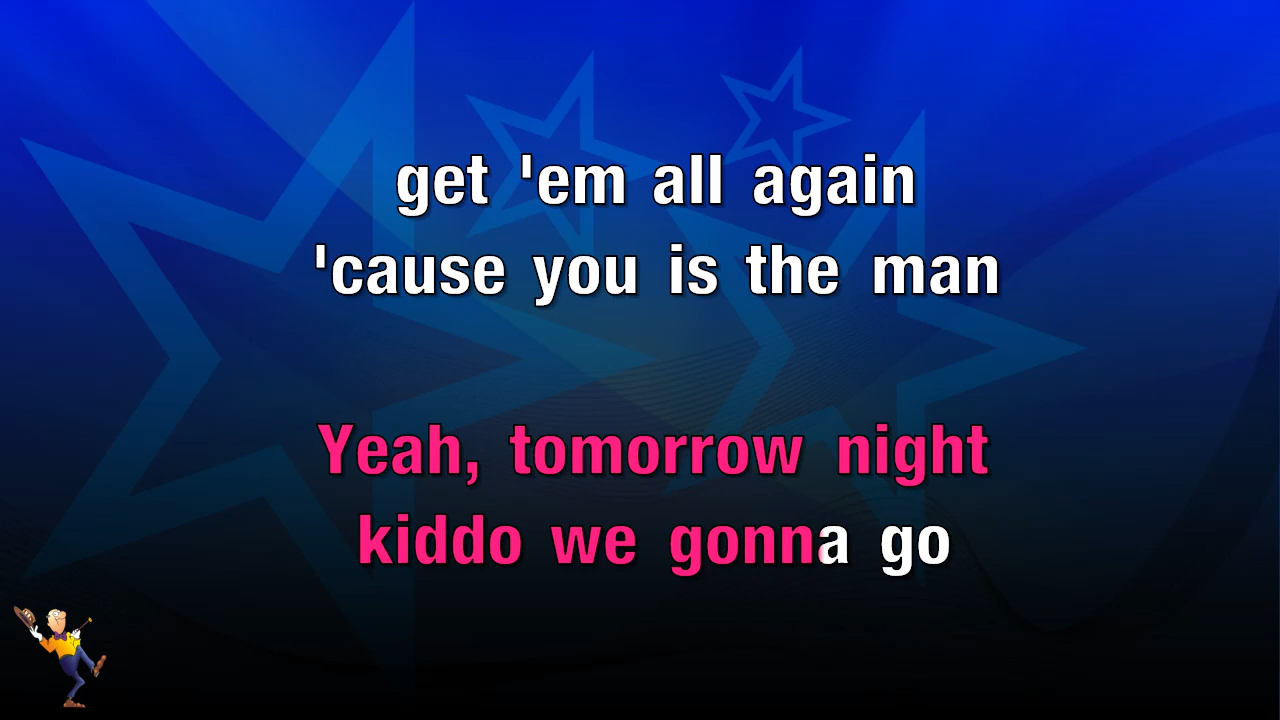 get 'em all again
'cause you is the man
Yeah, tomorrow night
kiddo we gonna go